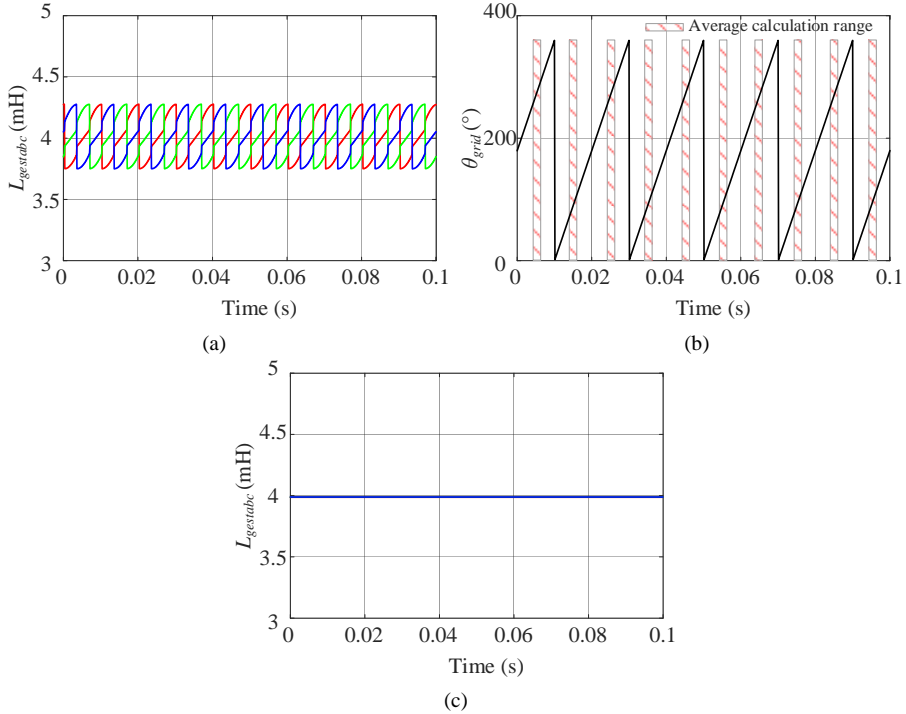 5
4.5
4
3.5
3
L_gestabc (mH)
0 0.02 0.04 0.06 0.08 0.1
Time (s)
(a)
400
200
0
θ_grid (°)
Average calculation range
0 0.02 0.04 0.06 0.08 0.1
Time (s)
(b)
5
4.5
4
3.5
3
L_gestabc (mH)
0 0.02 0.04 0.06 0.08 0.1
Time (s)
(c)